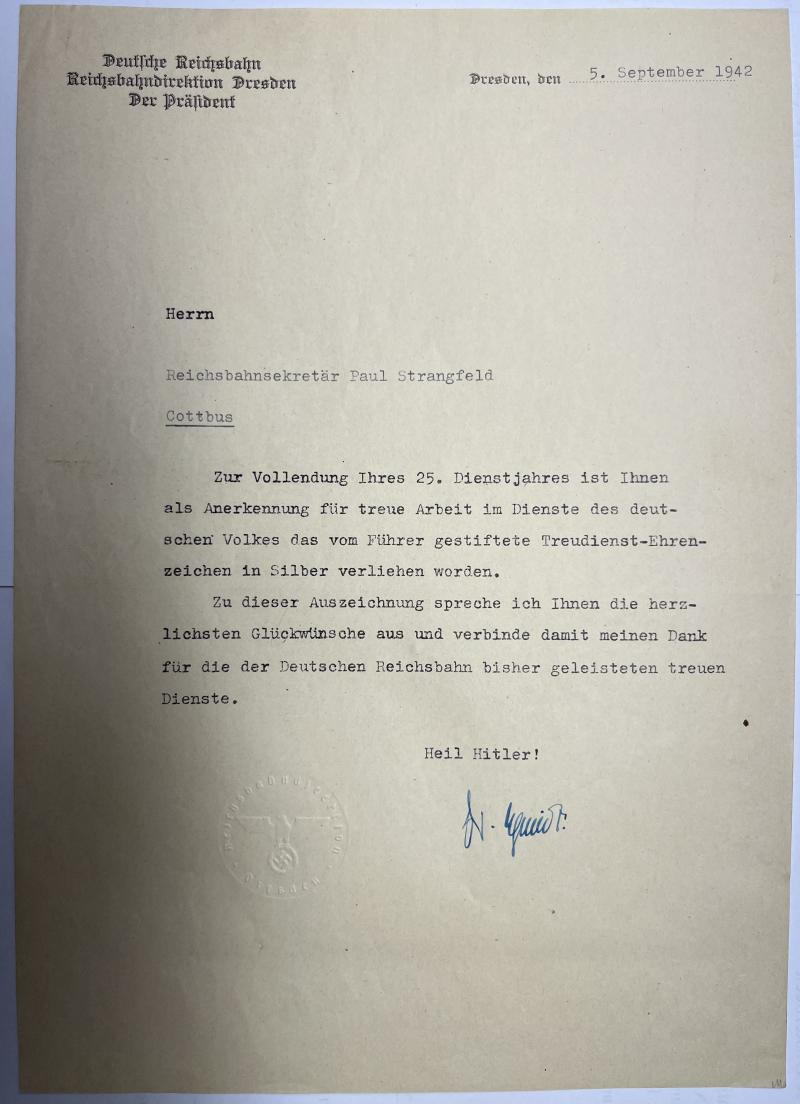 Deutsche Reichsbahn
Reichsbahndirektion Dresden
Der Präsident
Dresden, den 5. September 1942
Herrn
Reichsbahnsekretär Paul Strangfeld
Cottbus
Zur Vollendung Ihres 25. Dienstjahres ist Ihnen
als Anerkennung für treue Arbeit im Dienste des deut-
schen Volkes das vom Führer gestiftete Treudienst-Ehren-
zeichen in Silber verliehen worden.
Zu dieser Auszeichnung spreche ich Ihnen die herz-
lichsten Glückwünsche aus und verbinde damit meinen Dank
für die der Deutschen Reichsbahn bisher geleisteten treuen
Dienste.
Heil Hitler!
Reichsbahndirektion
Dresden